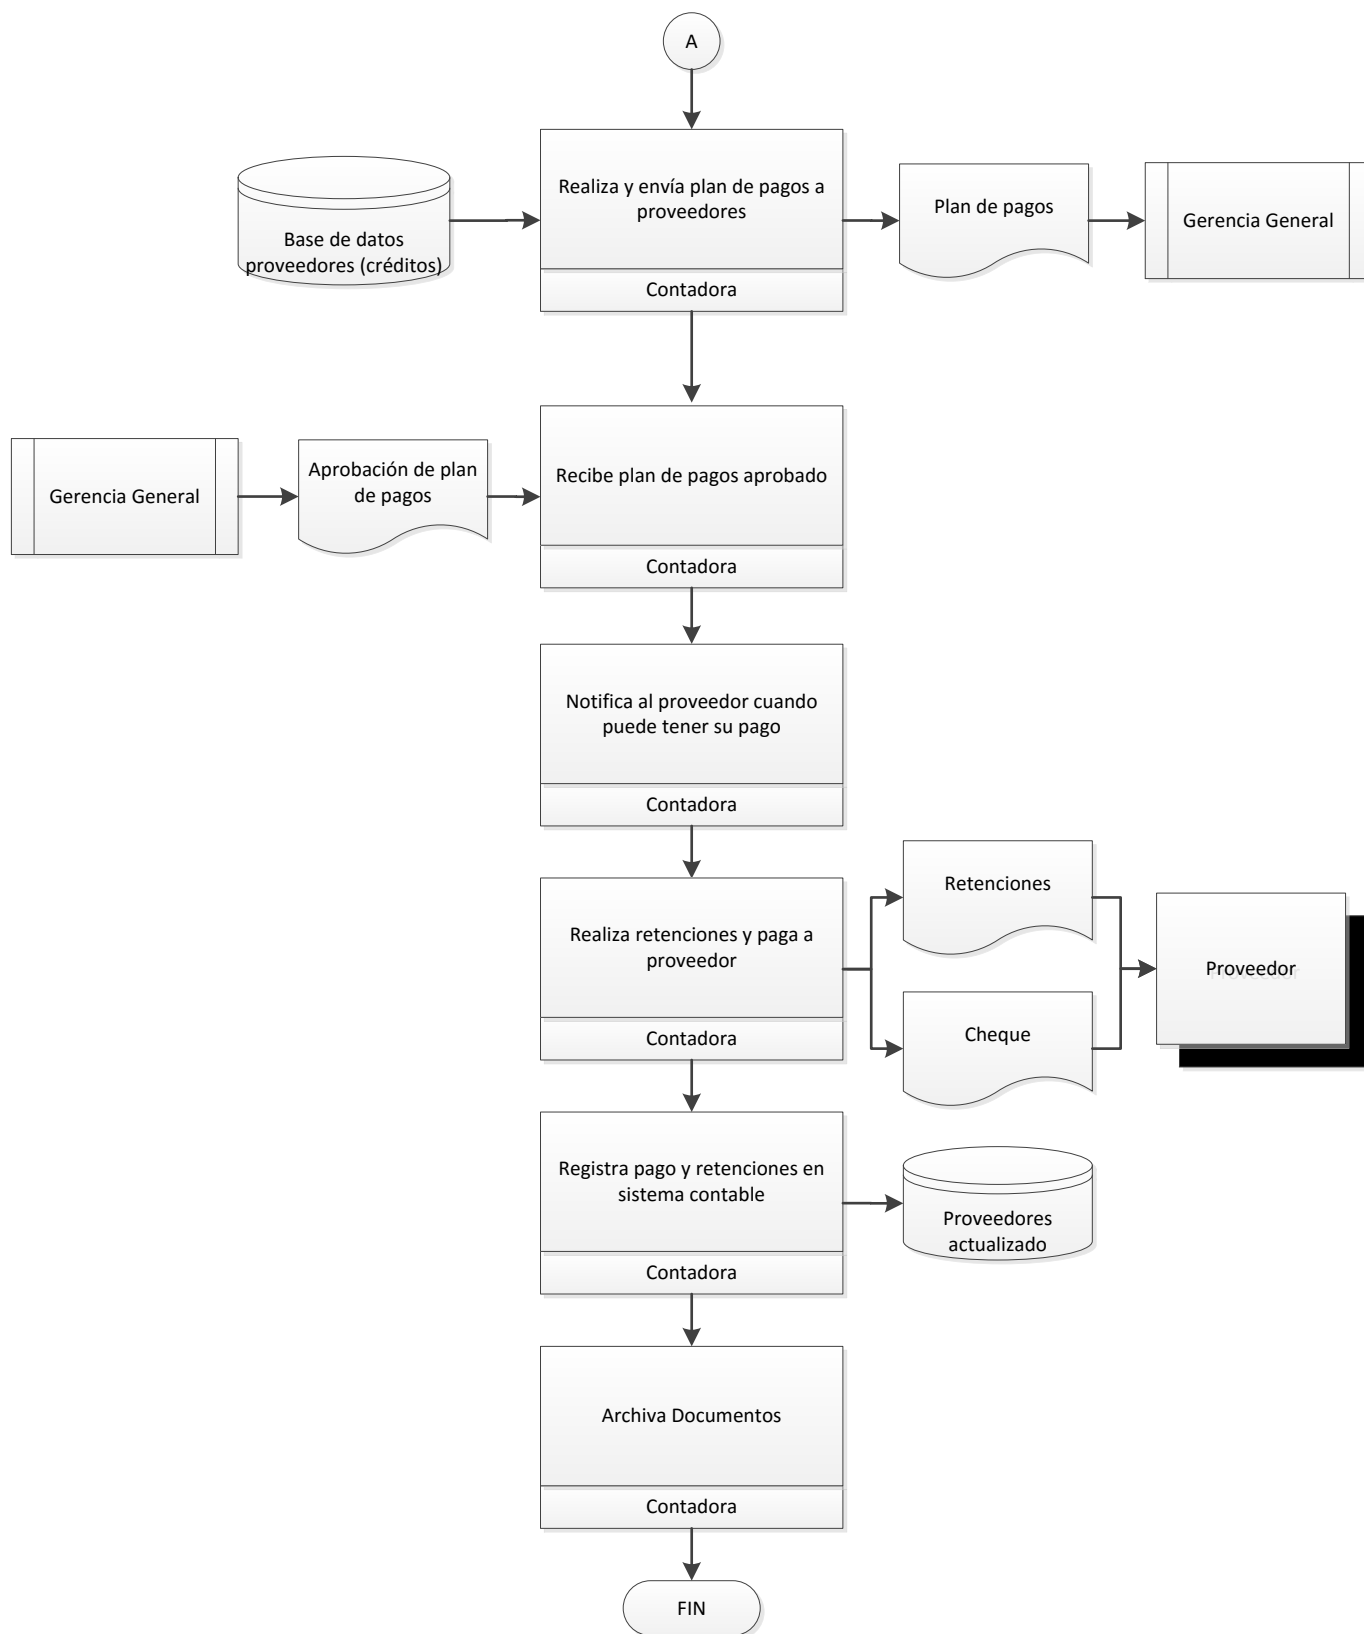 A
Realiza y envía plan de pagos a
proveedores
Contadora
Base de datos
proveedores (créditos)
Plan de pagos
Gerencia General
Gerencia General
Aprobación de plan
de pagos
Recibe plan de pagos aprobado
Contadora
Notifica al proveedor cuando
puede tener su pago
Contadora
Realiza retenciones y paga a
proveedor
Contadora
Retenciones
Cheque
Proveedor
Registra pago y retenciones en
sistema contable
Contadora
Proveedores
actualizado
Archiva Documentos
Contadora
FIN